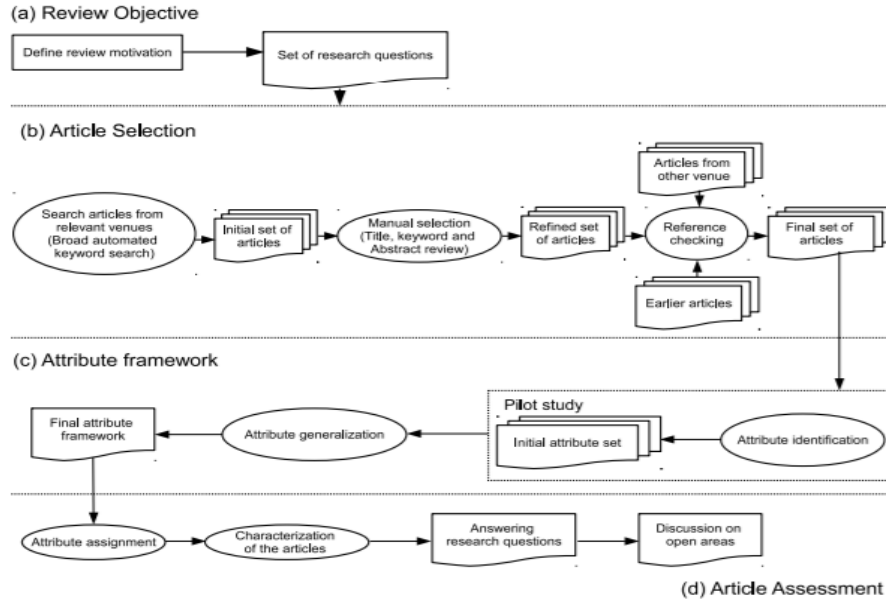 (a) Review Objective
Define review motivation
Set of research questions
(b) Article Selection
Search articles from
relevant venues
(Broad automated
keyword search)
Initial set of
articles
Manual selection
(Title, keyword and
Abstract review)
Refined set
of articles
Articles from
other venue
Reference
checking
Earlier articles
Final set of
articles
(c) Attribute framework
Final attribute
framework
Attribute generalization
Pilot study
Initial attribute set
Attribute identification
Attribute assignment
Characterization
of the articles
Answering
research questions
Discussion on
open areas
(d) Article Assessment